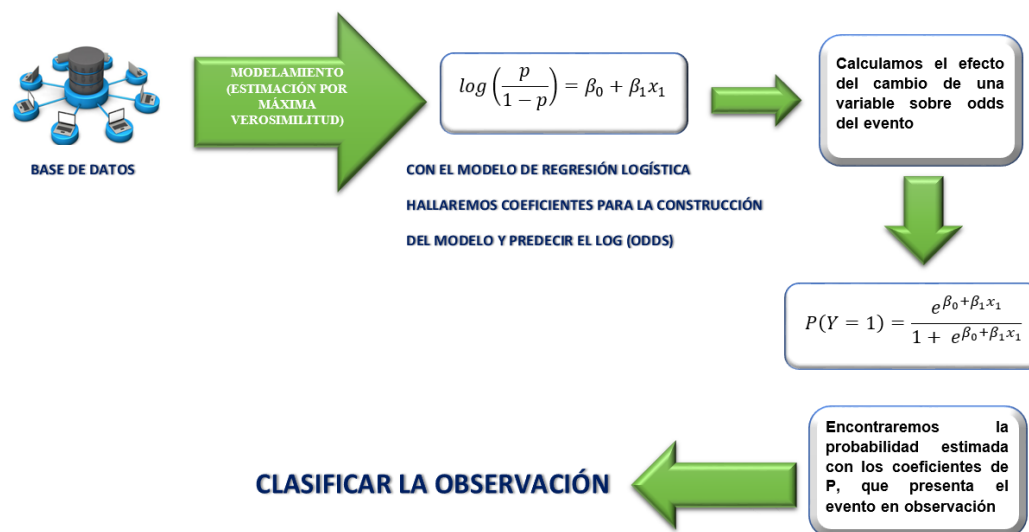 BASE DE DATOS
MODELAMIENTO
(ESTIMACIÓN POR
MÁXIMA
VEROSIMILITUD)
log(p/(1 − p)) = β₀ + β₁x₁
CON EL MODELO DE REGRESIÓN LOGÍSTICA
HALLAREMOS COEFICIENTES PARA LA CONSTRUCCIÓN
DEL MODELO Y PREDECIR EL LOG (ODDS)
Calculamos el efecto
del cambio de una
variable sobre odds
del evento
P(Y = 1) = e^(β₀+β₁x₁) / (1 + e^(β₀+β₁x₁))
Encontraremos la
probabilidad estimada
con los coeficientes de
P, que presenta el
evento en observación
CLASIFICAR LA OBSERVACIÓN